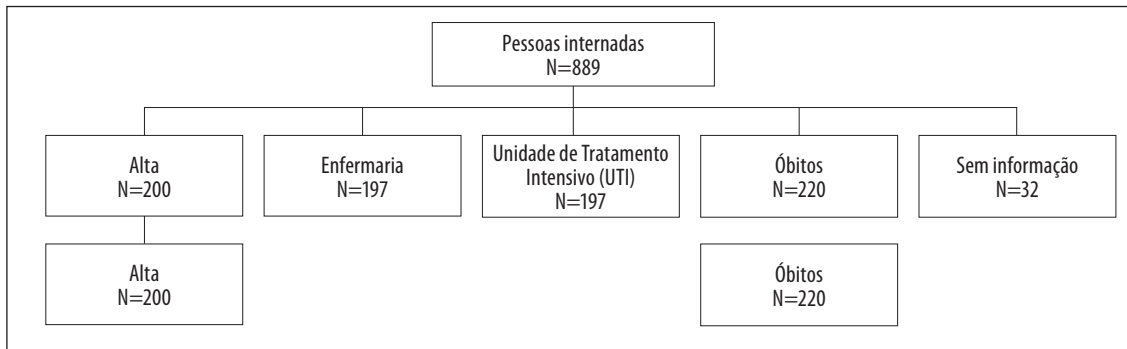 Pessoas internadas
N=889
Alta
N=200
Enfermaria
N=197
Unidade de Tratamento
Intensivo (UTI)
N=197
Óbitos
N=220
Sem informação
N=32
Alta
N=200
Óbitos
N=220